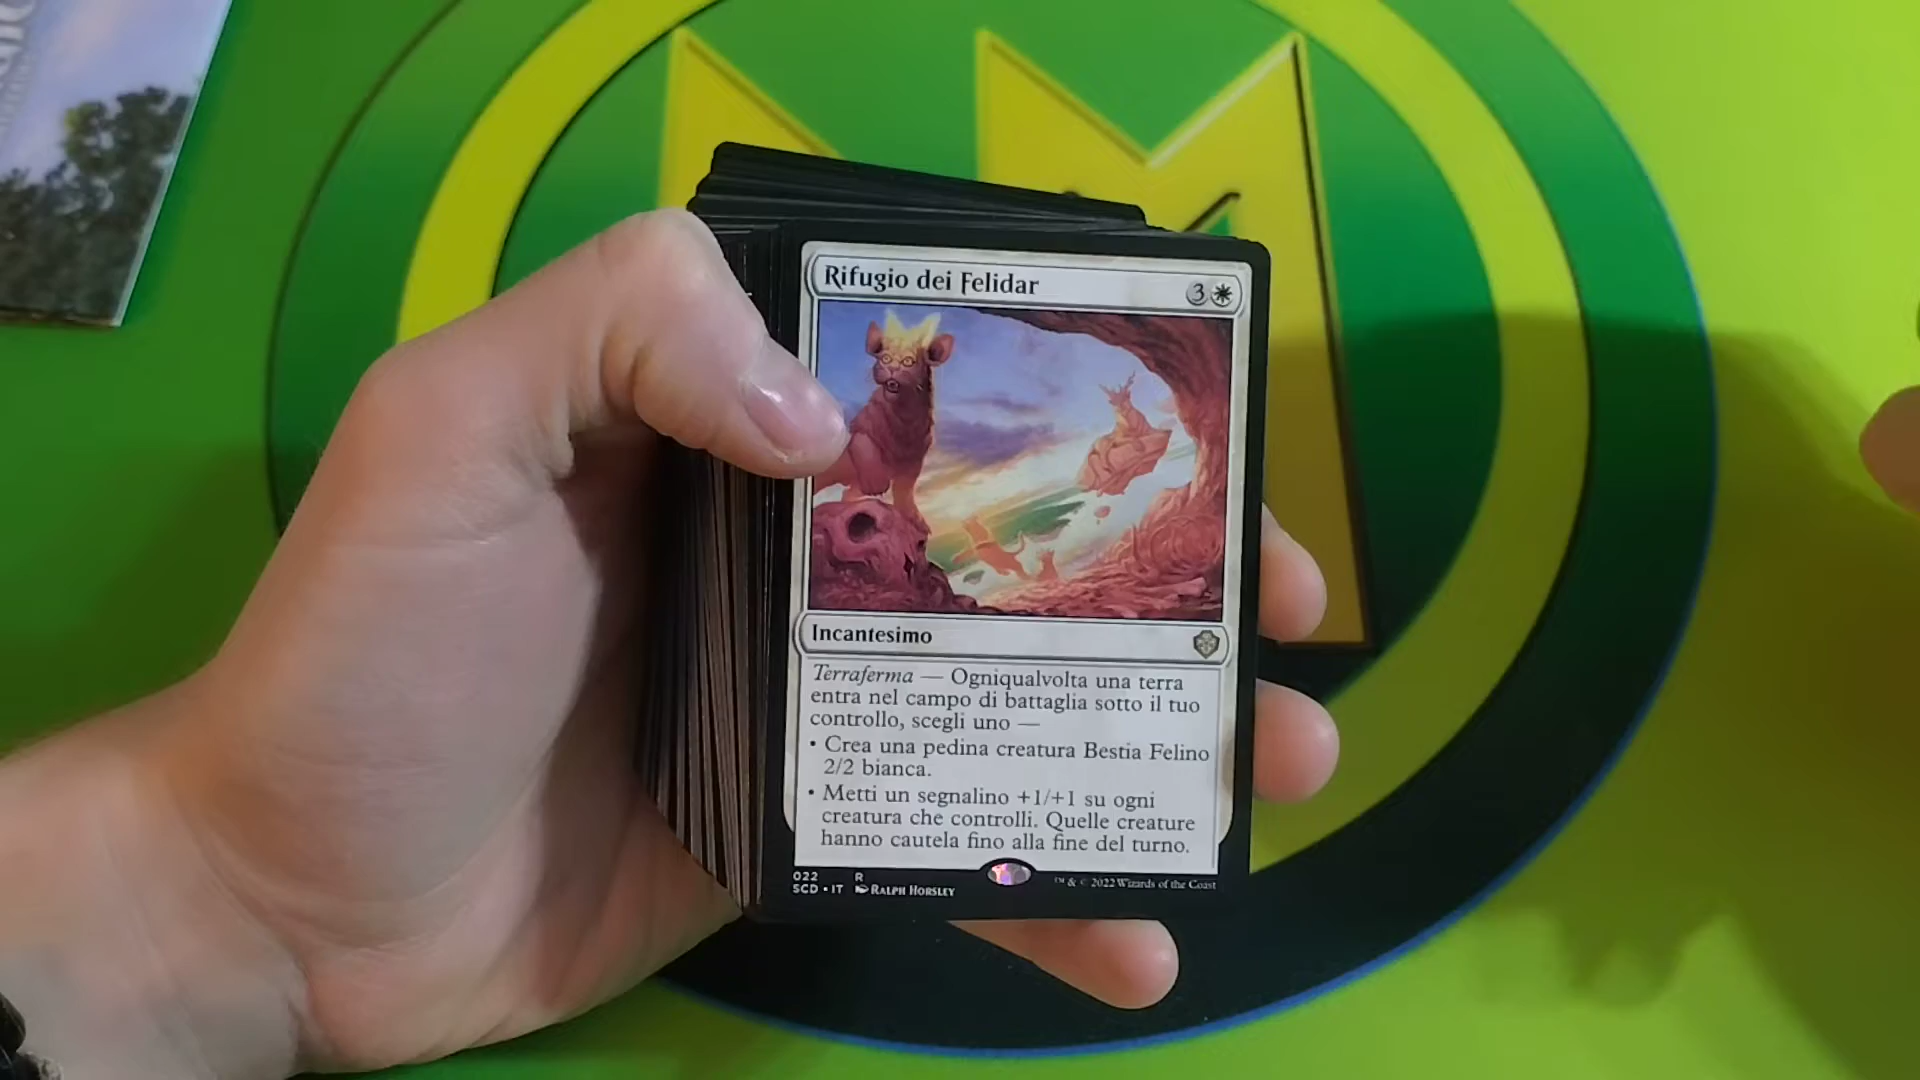 Rifugio dei Felidar
3
Incantesimo
Terraferma — Ogniqualvolta una terra
entra nel campo di battaglia sotto il tuo
controllo, scegli uno —
• Crea una pedina creatura Bestia Felino
2/2 bianca.
• Metti un segnalino +1/+1 su ogni
creatura che controlli. Quelle creature
hanno cautela fino alla fine del turno.
022 R
SCD • IT Ralph Horsley
™ & © 2022 Wizards of the Coast